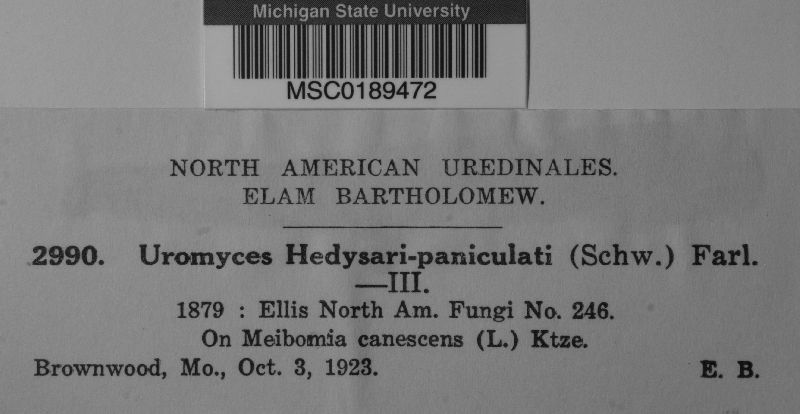 Michigan State University
MSC0189472
NORTH AMERICAN UREDINALES.
ELAM BARTHOLOMEW.
2990. Uromyces Hedysari-paniculati (Schw.) Farl.
—III.
1879 : Ellis North Am. Fungi No. 246.
On Meibomia canescens (L.) Ktze.
Brownwood, Mo., Oct. 3, 1923. E. B.